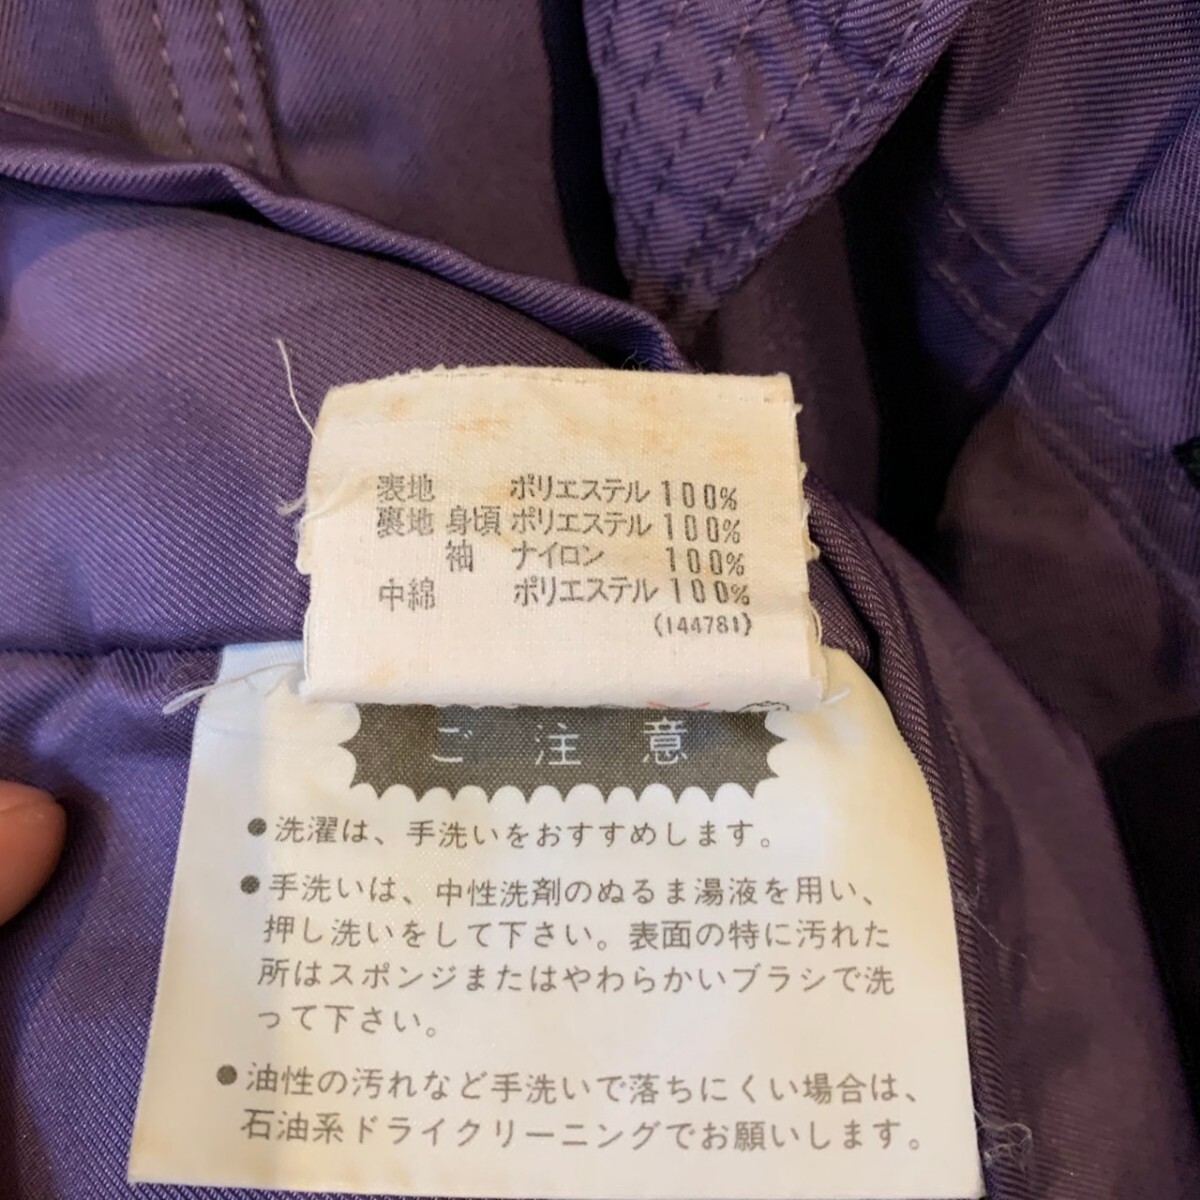 表地 ポリエステル 100%
裏地 身頃 ポリエステル 100%
袖 ナイロン 100%
中綿 ポリエステル 100%
(144781)
ご注意
●洗濯は、手洗いをおすすめします。
●手洗いは、中性洗剤のぬるま湯液を用い、
押し洗いをして下さい。表面の特に汚れた
所はスポンジまたはやわらかいブラシで洗
って下さい。
●油性の汚れなど手洗いで落ちにくい場合は、
石油系ドライクリーニングでお願いします。